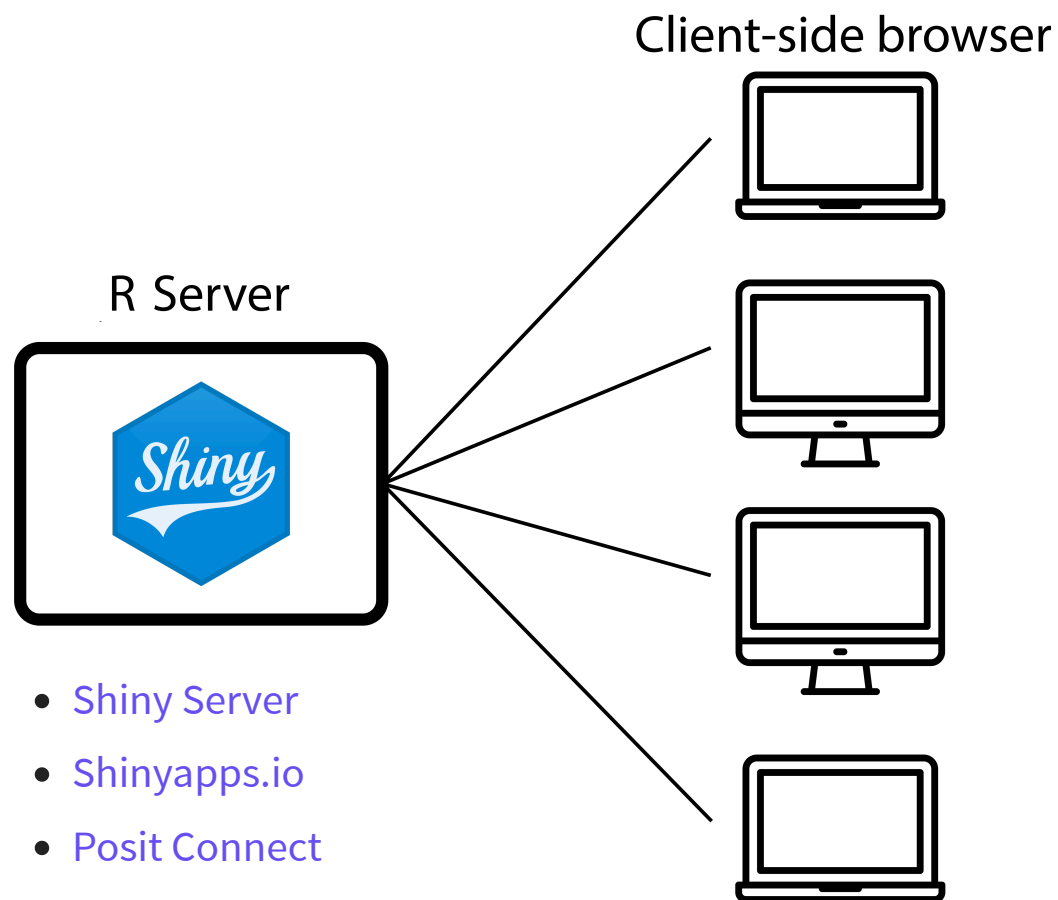 Client-side browser
R Server
Shiny
Shiny Server
Shinyapps.io
Posit Connect